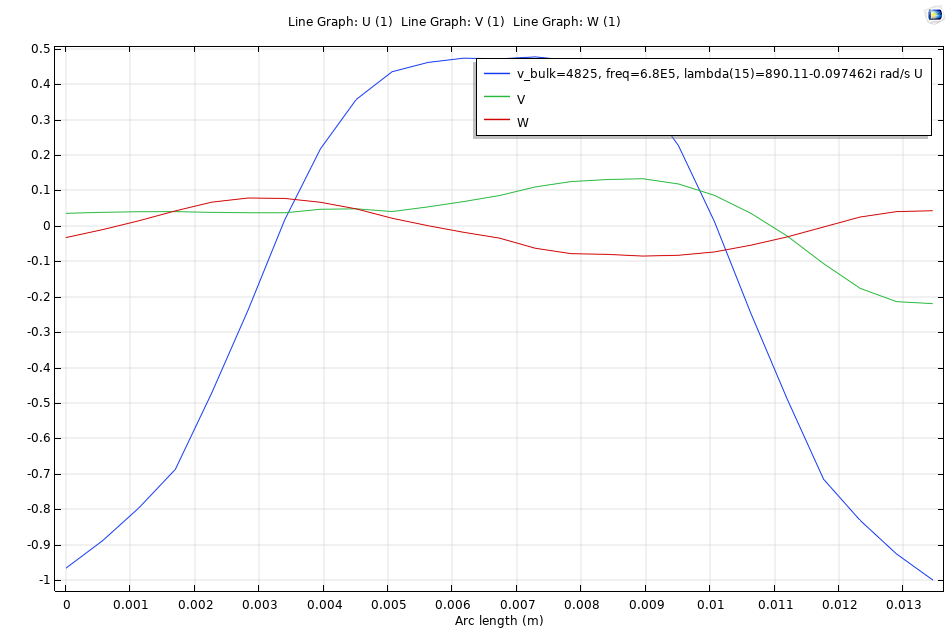 Line Graph: U (1) Line Graph: V (1) Line Graph: W (1)
0.5
v_bulk=4825, freq=6.8E5, lambda(15)=890.11-0.097462i rad/s U
0.4
V
W
0.3
0.2
0.1
0
-0.1
-0.2
-0.3
-0.4
-0.5
-0.6
-0.7
-0.8
-0.9
-1
0 0.001 0.002 0.003 0.004 0.005 0.006 0.007 0.008 0.009 0.01 0.011 0.012 0.013
Arc length (m)